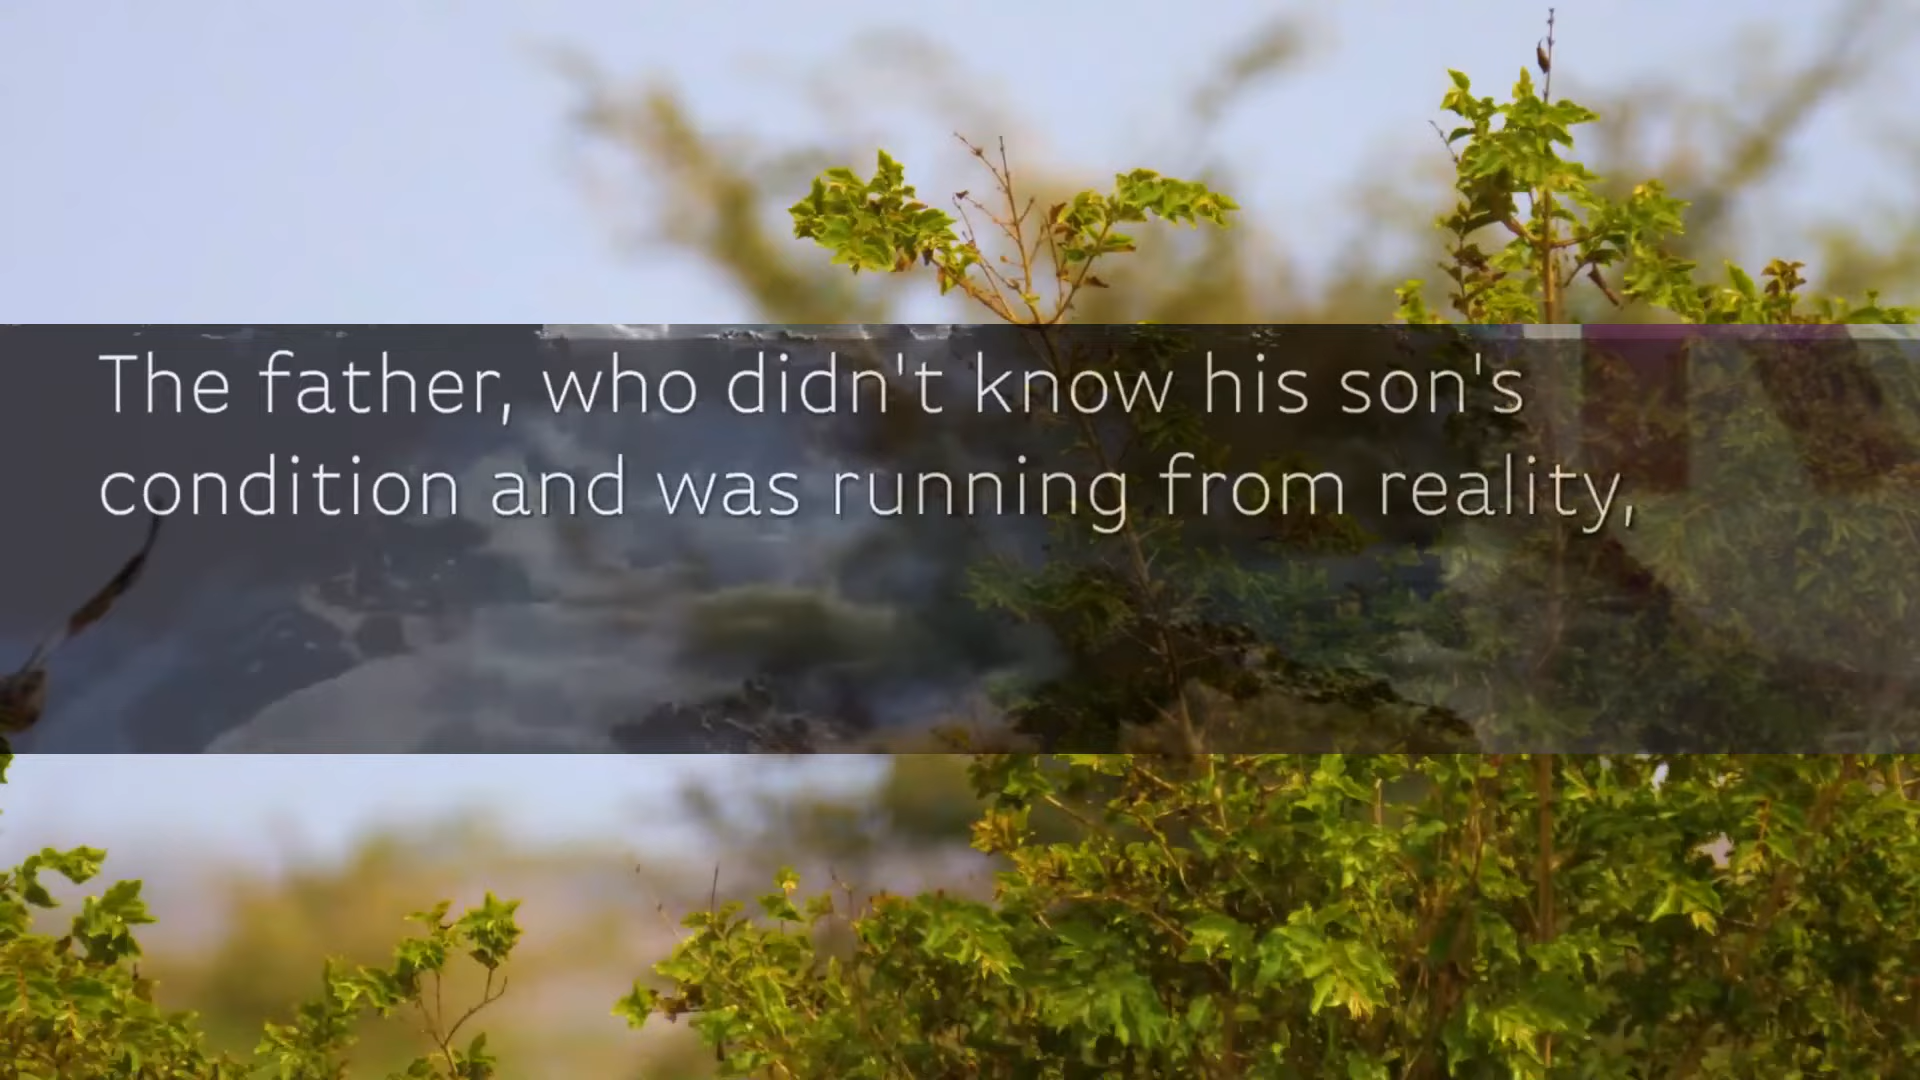 The father, who didn't know his son's
condition and was running from reality,